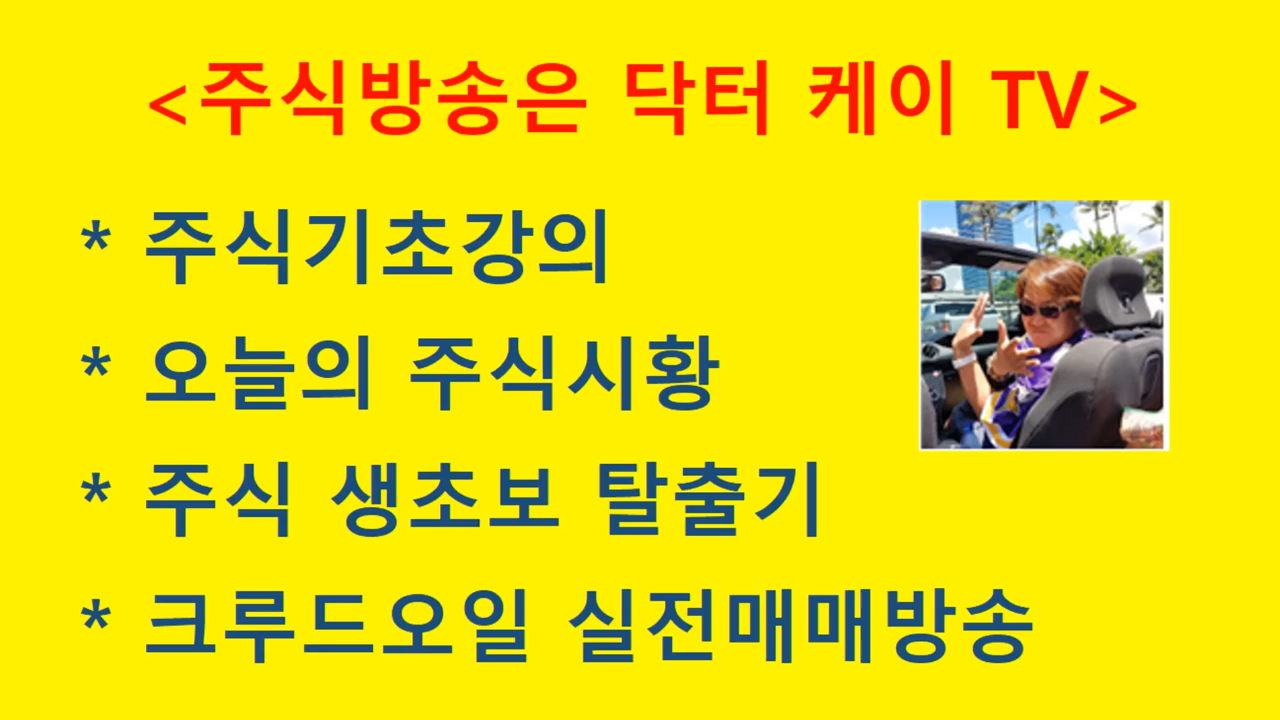 <주식방송은 닥터 케이 TV>
* 주식기초강의
* 오늘의 주식시황
* 주식 생초보 탈출기
* 크루드오일 실전매매방송